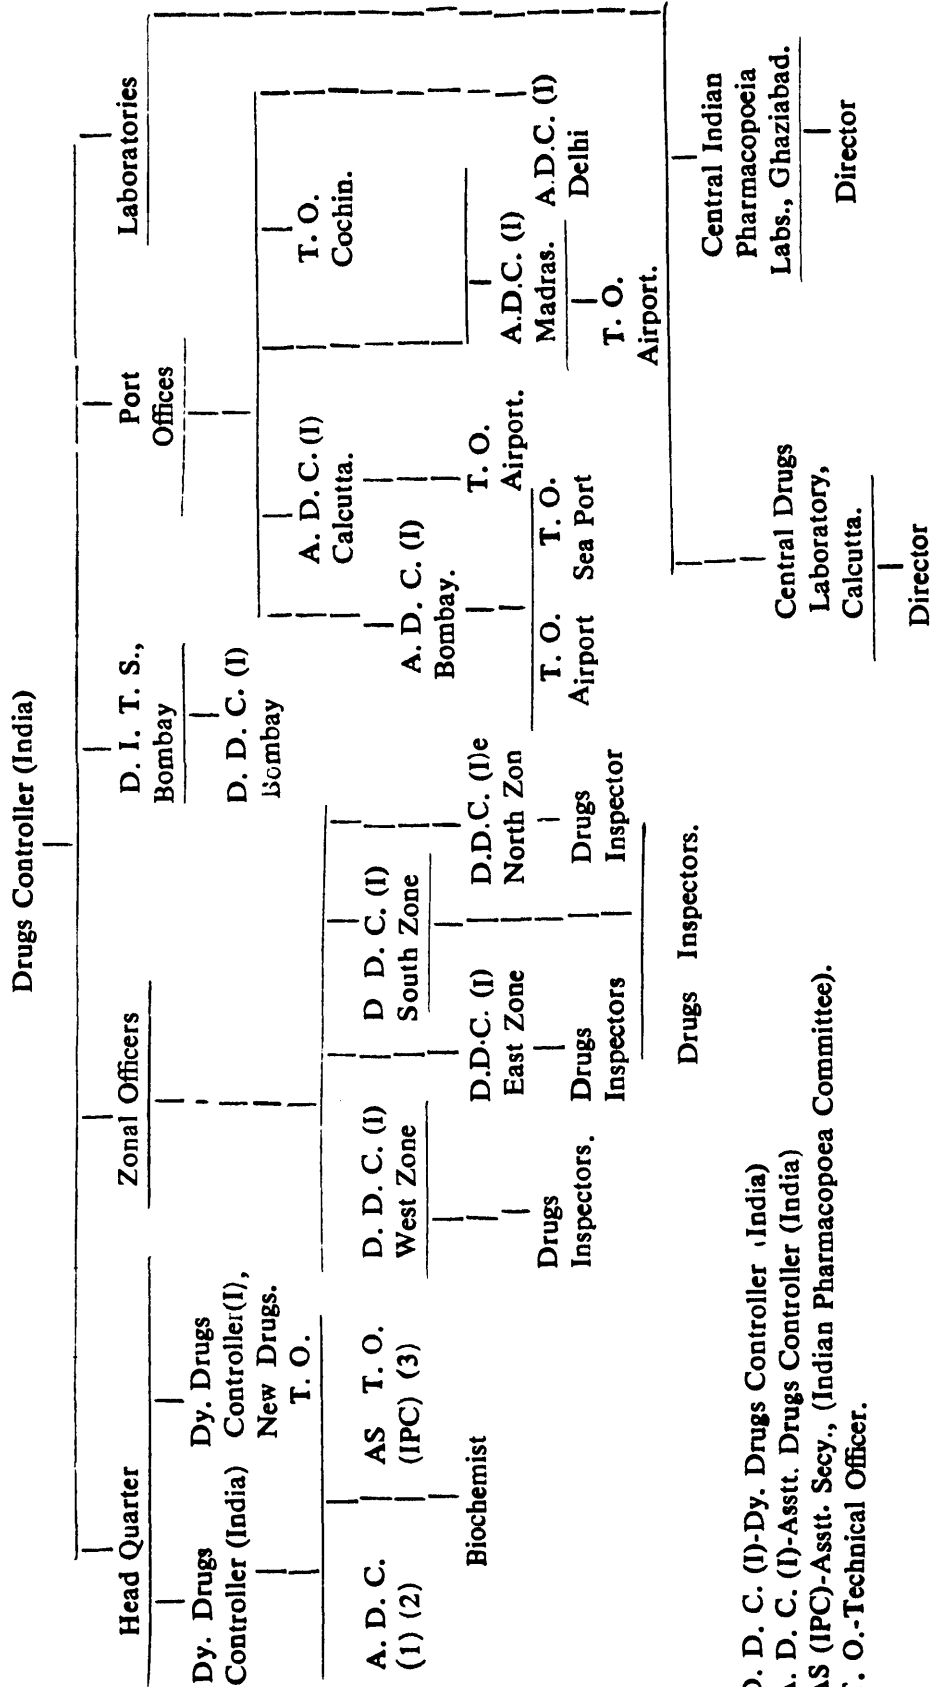 Drugs Controller (India)
Head Quarter
Zonal Officers
D. I. T. S.,
Bombay
Port
Offices
Laboratories
Dy. Drugs
Controller (India)
Dy. Drugs
Controller(I),
New Drugs.
T. O.
A. D. C.
(1) (2)
AS T. O.
(IPC) (3)
Biochemist
D. D. C. (I)
West Zone
Drugs
Inspectors.
D.D.C. (I)
East Zone
Drugs
Inspectors
D D. C. (I)
South Zone
D.D.C. (I)e
North Zon
Drugs
Inspector
Drugs Inspectors.
D. D. C. (I)
Bombay
A. D. C. (I)
Bombay.
T. O.
Airport
T. O.
Sea Port
A. D. C. (I)
Calcutta.
T. O.
Airport.
T. O.
Cochin.
A.D.C. (I)
Madras.
T. O.
Airport.
A.D.C. (I)
Delhi
Central Drugs
Laboratory,
Calcutta.
Director
Central Indian
Pharmacopoeia
Labs., Ghaziabad.
Director
D. D. C. (I)-Dy. Drugs Controller (India)
A. D. C. (I)-Asstt. Drugs Controller (India)
AS (IPC)-Asstt. Secy., (Indian Pharmacopoea Committee).
T. O.-Technical Officer.